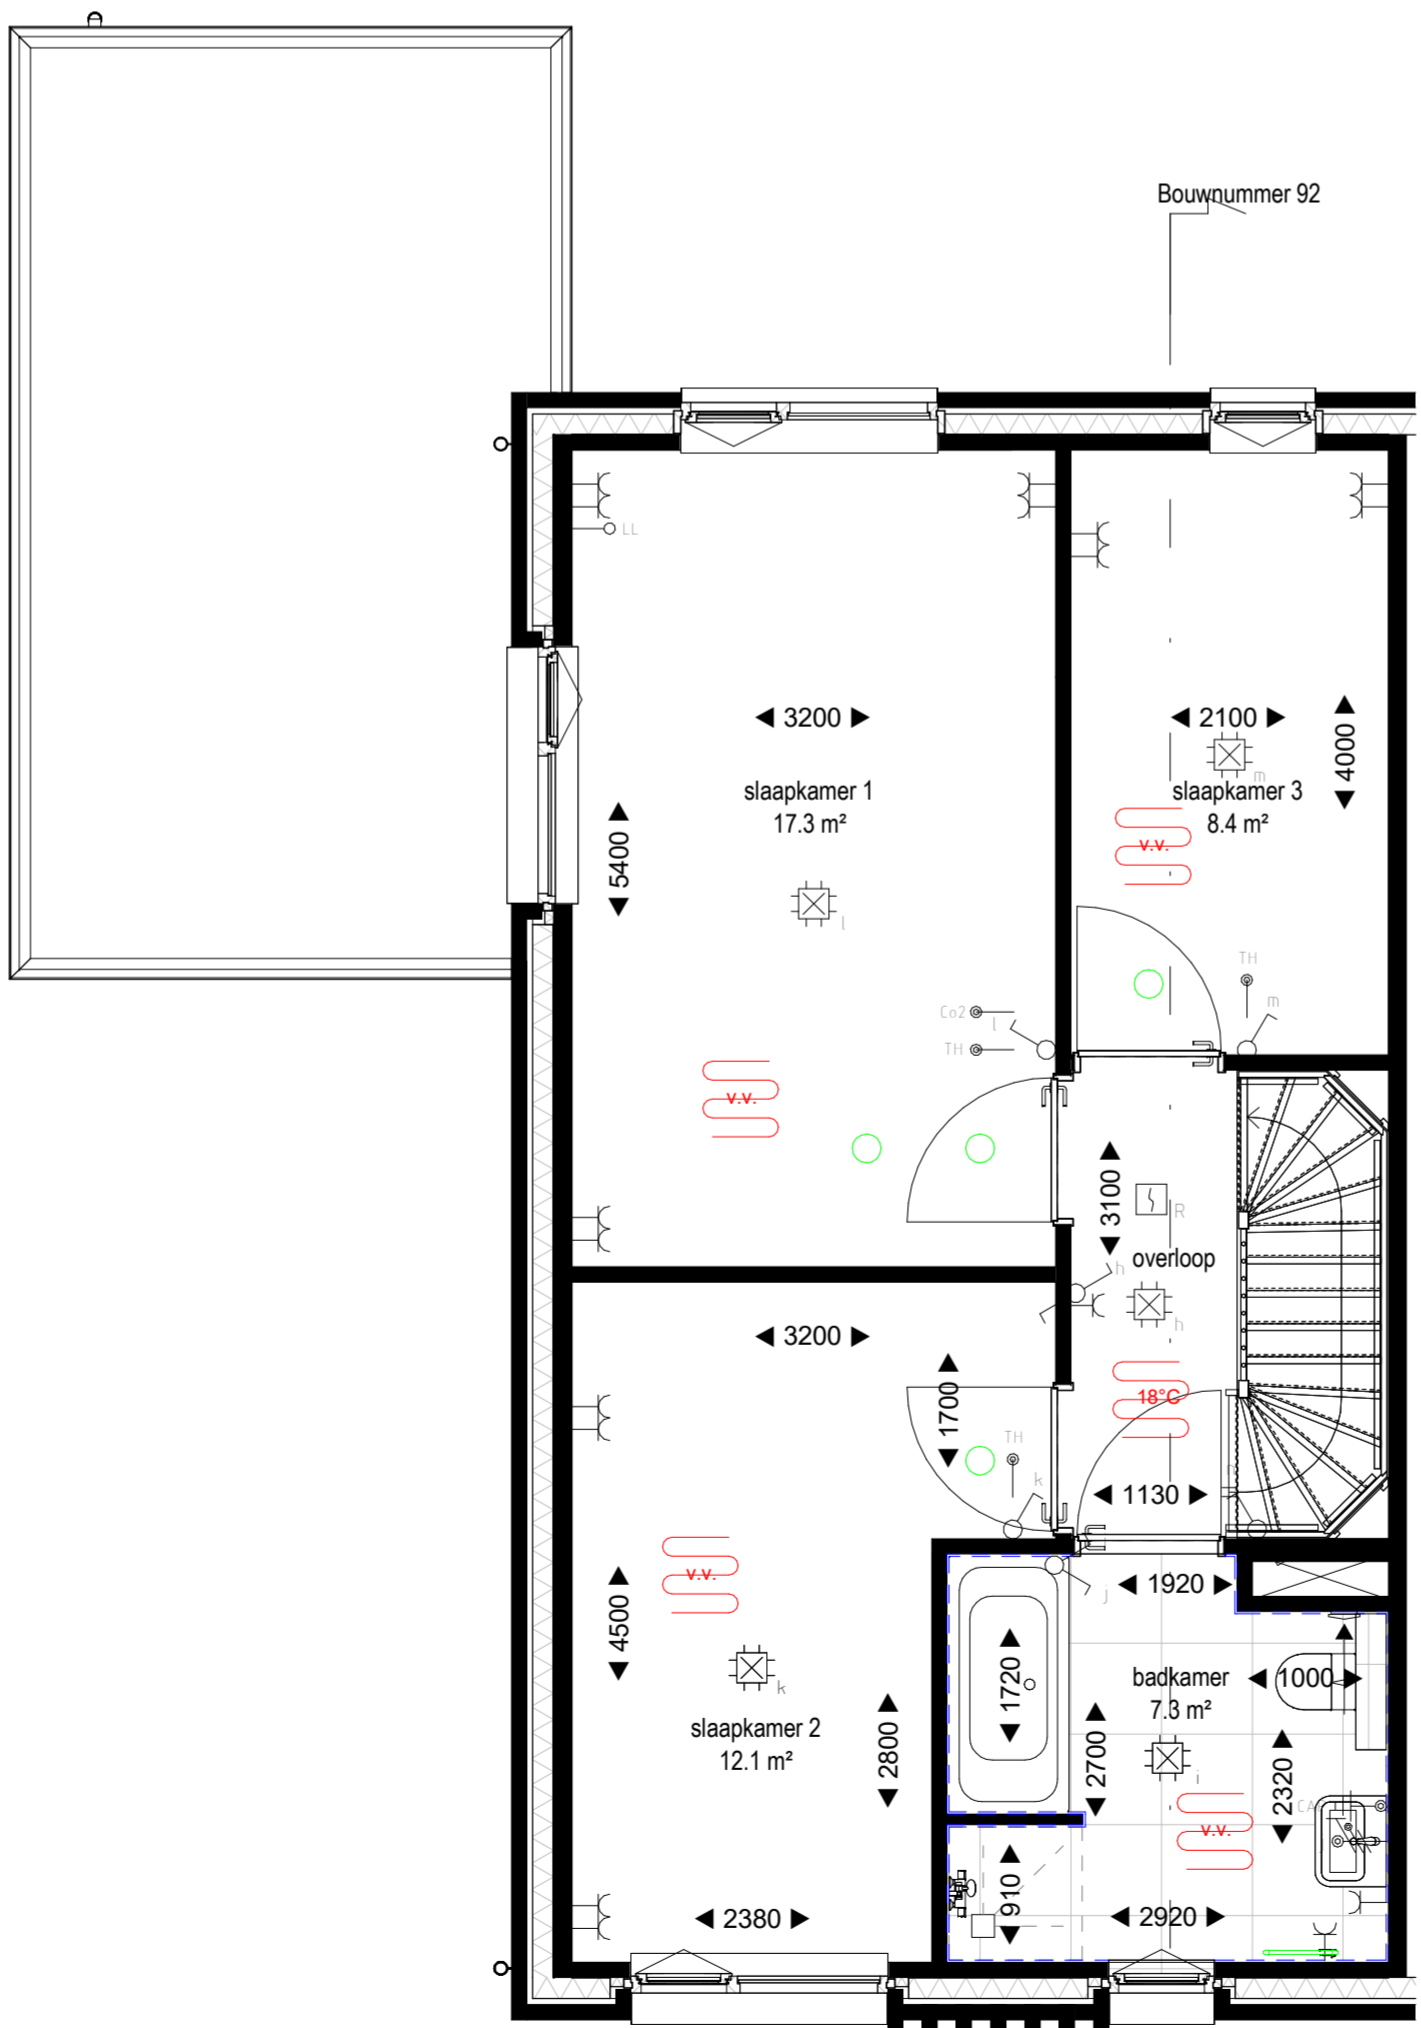 Bouwnummer 92
LL
3200
2100
4000
m
slaapkamer 1
17.3 m²
slaapkamer 3
8.4 m²
v.v.
5400
l
TH
m
Co2
l
TH
v.v.
3100
R
overloop
h
h
3200
1700
18°C
TH
k
1130
v.v.
4500
j
1920
1720
badkamer
7.3 m²
1000
k
slaapkamer 2
12.1 m²
2800
2700
i
2320
v.v.
910
2380
2920